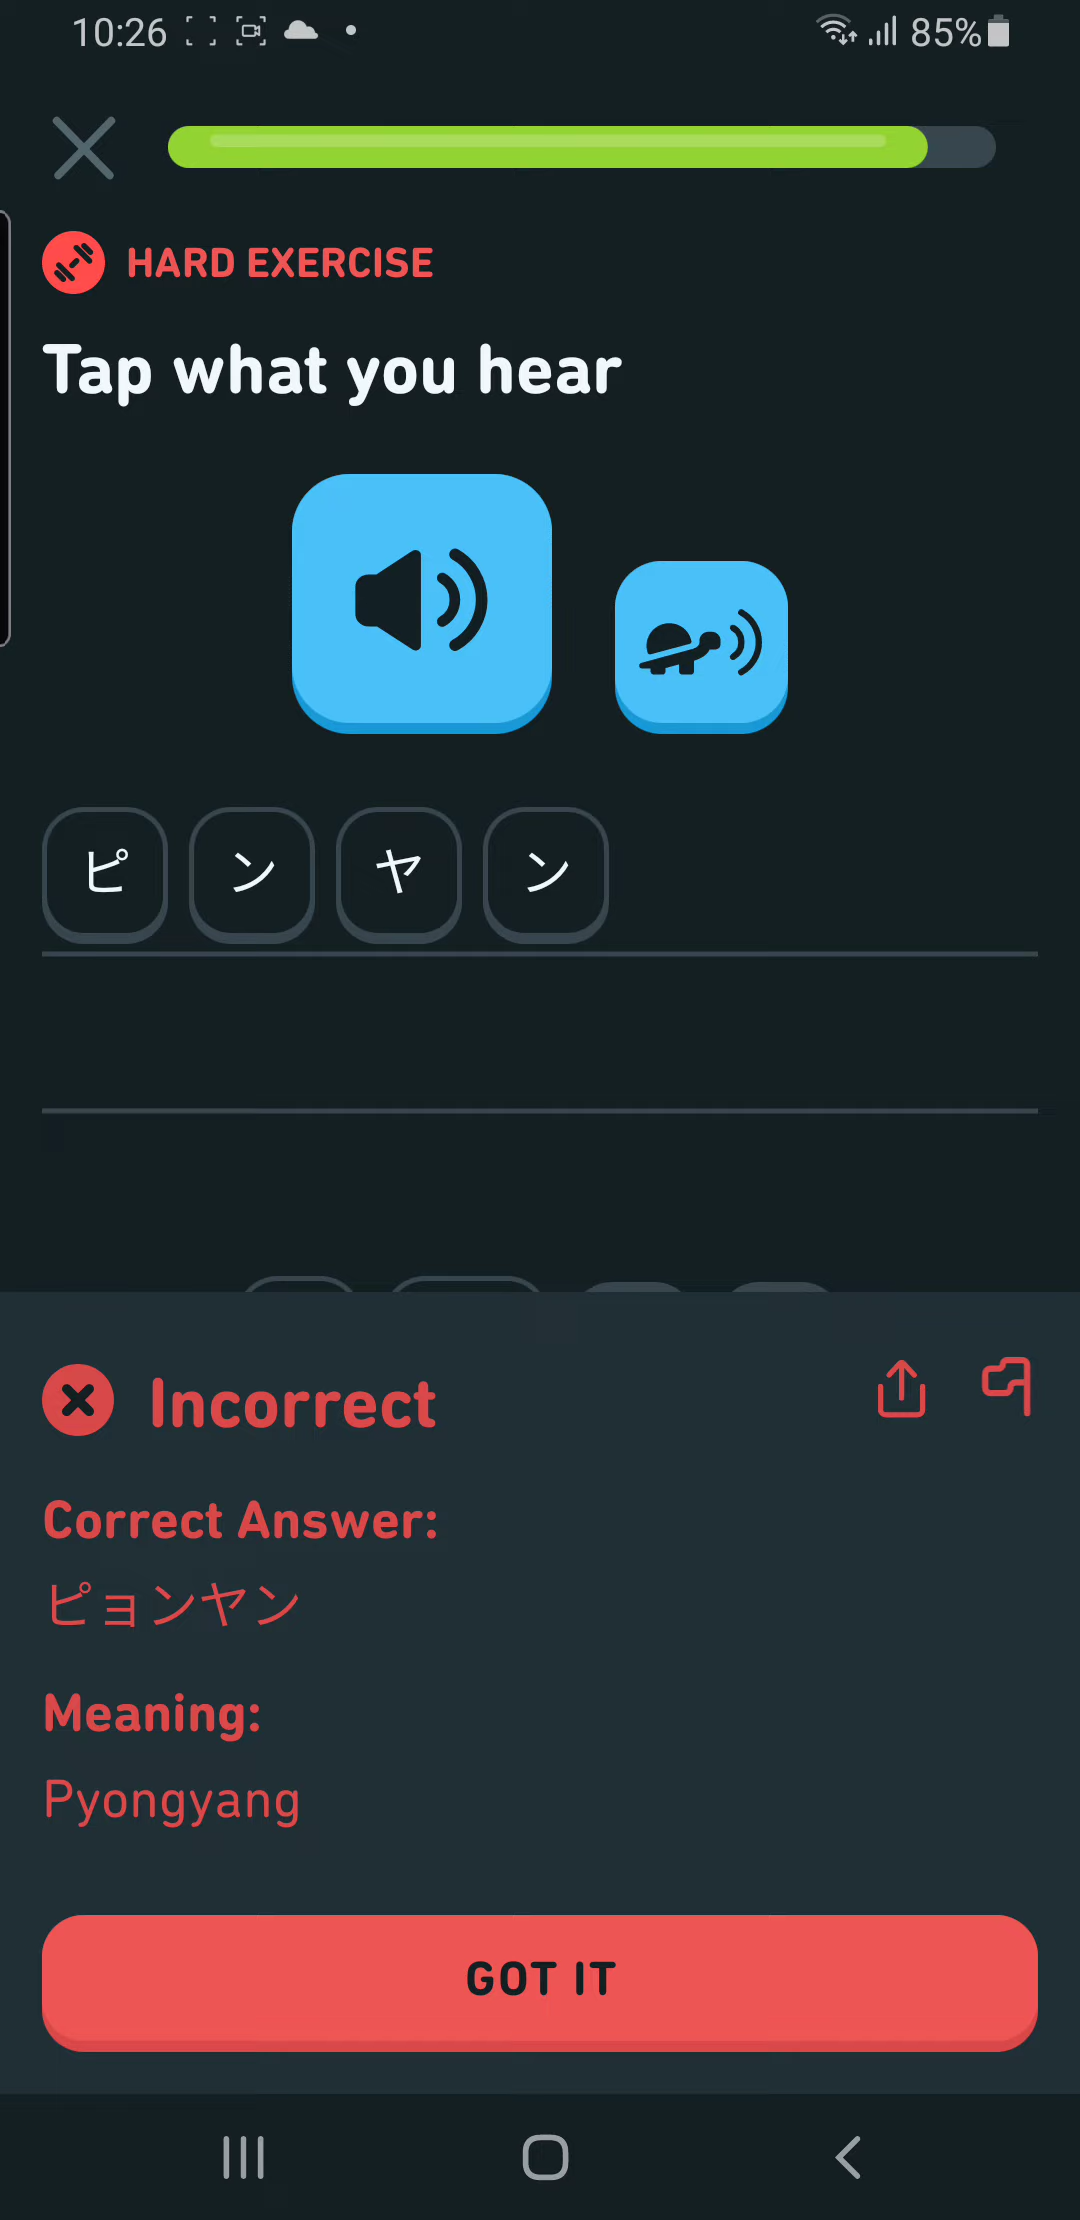 10:26 85%
HARD EXERCISE
Tap what you hear
ピ ン ヤ ン
Incorrect
Correct Answer:
ピョンヤン
Meaning:
Pyongyang
GOT IT